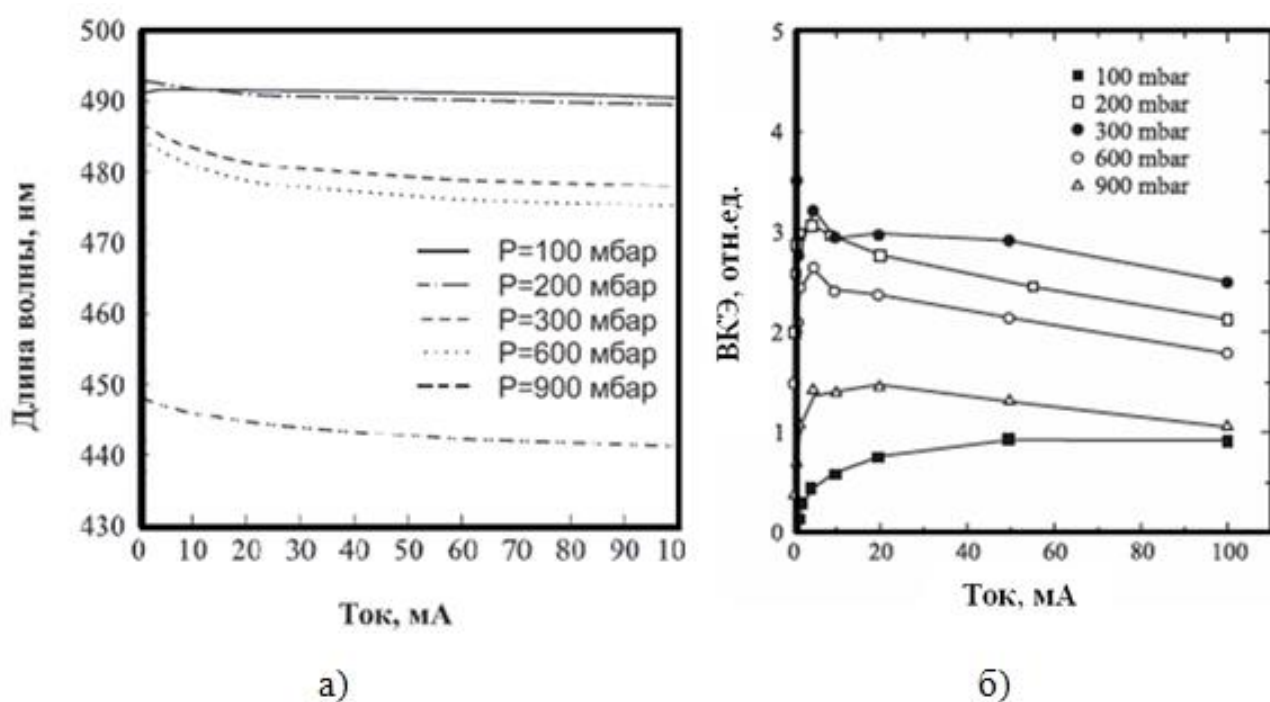 500
490
480
470
460
450
440
430
Длина волны, нм
P=100 мбар
P=200 мбар
P=300 мбар
P=600 мбар
P=900 мбар
0 10 20 30 40 50 60 70 80 90 10
Ток, мА
а)
5
4
3
2
1
0
ВКЭ, отн.ед.
100 mbar
200 mbar
300 mbar
600 mbar
900 mbar
0 20 40 60 80 100
Ток, мА
б)